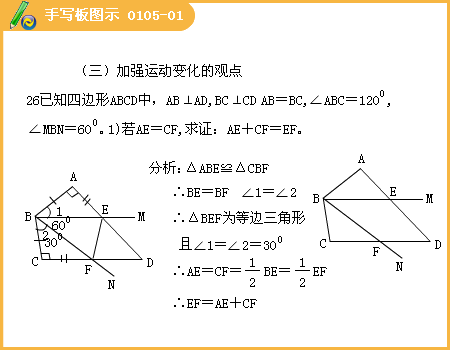 手写板图示 0105-01
（三）加强运动变化的观点
26已知四边形ABCD中，AB⊥AD,BC⊥CD AB=BC,∠ABC=120⁰,
∠MBN=60⁰。1)若AE=CF,求证：AE+CF=EF。
分析：△ABE≌△CBF
∴BE=BF ∠1=∠2
∴△BEF为等边三角形
且∠1=∠2=30⁰
∴AE=CF=1/2 BE=1/2 EF
∴EF=AE+CF
A
B
1
60⁰
2
30⁰
E
M
C
F
D
N
A
B
E
M
C
F
D
N